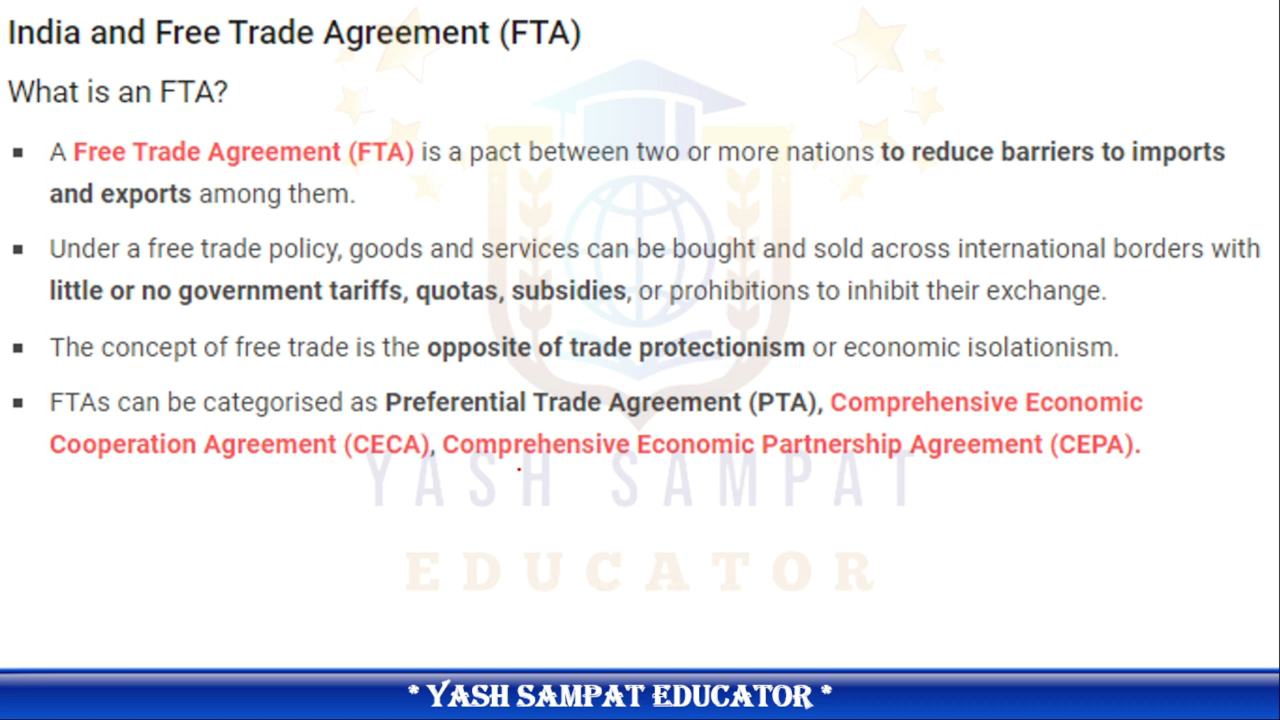 India and Free Trade Agreement (FTA)
What is an FTA?
▪ A Free Trade Agreement (FTA) is a pact between two or more nations to reduce barriers to imports
and exports among them.
▪ Under a free trade policy, goods and services can be bought and sold across international borders with
little or no government tariffs, quotas, subsidies, or prohibitions to inhibit their exchange.
▪ The concept of free trade is the opposite of trade protectionism or economic isolationism.
▪ FTAs can be categorised as Preferential Trade Agreement (PTA), Comprehensive Economic
Cooperation Agreement (CECA), Comprehensive Economic Partnership Agreement (CEPA).
YASH SAMPAT
EDUCATOR
* YASH SAMPAT EDUCATOR *